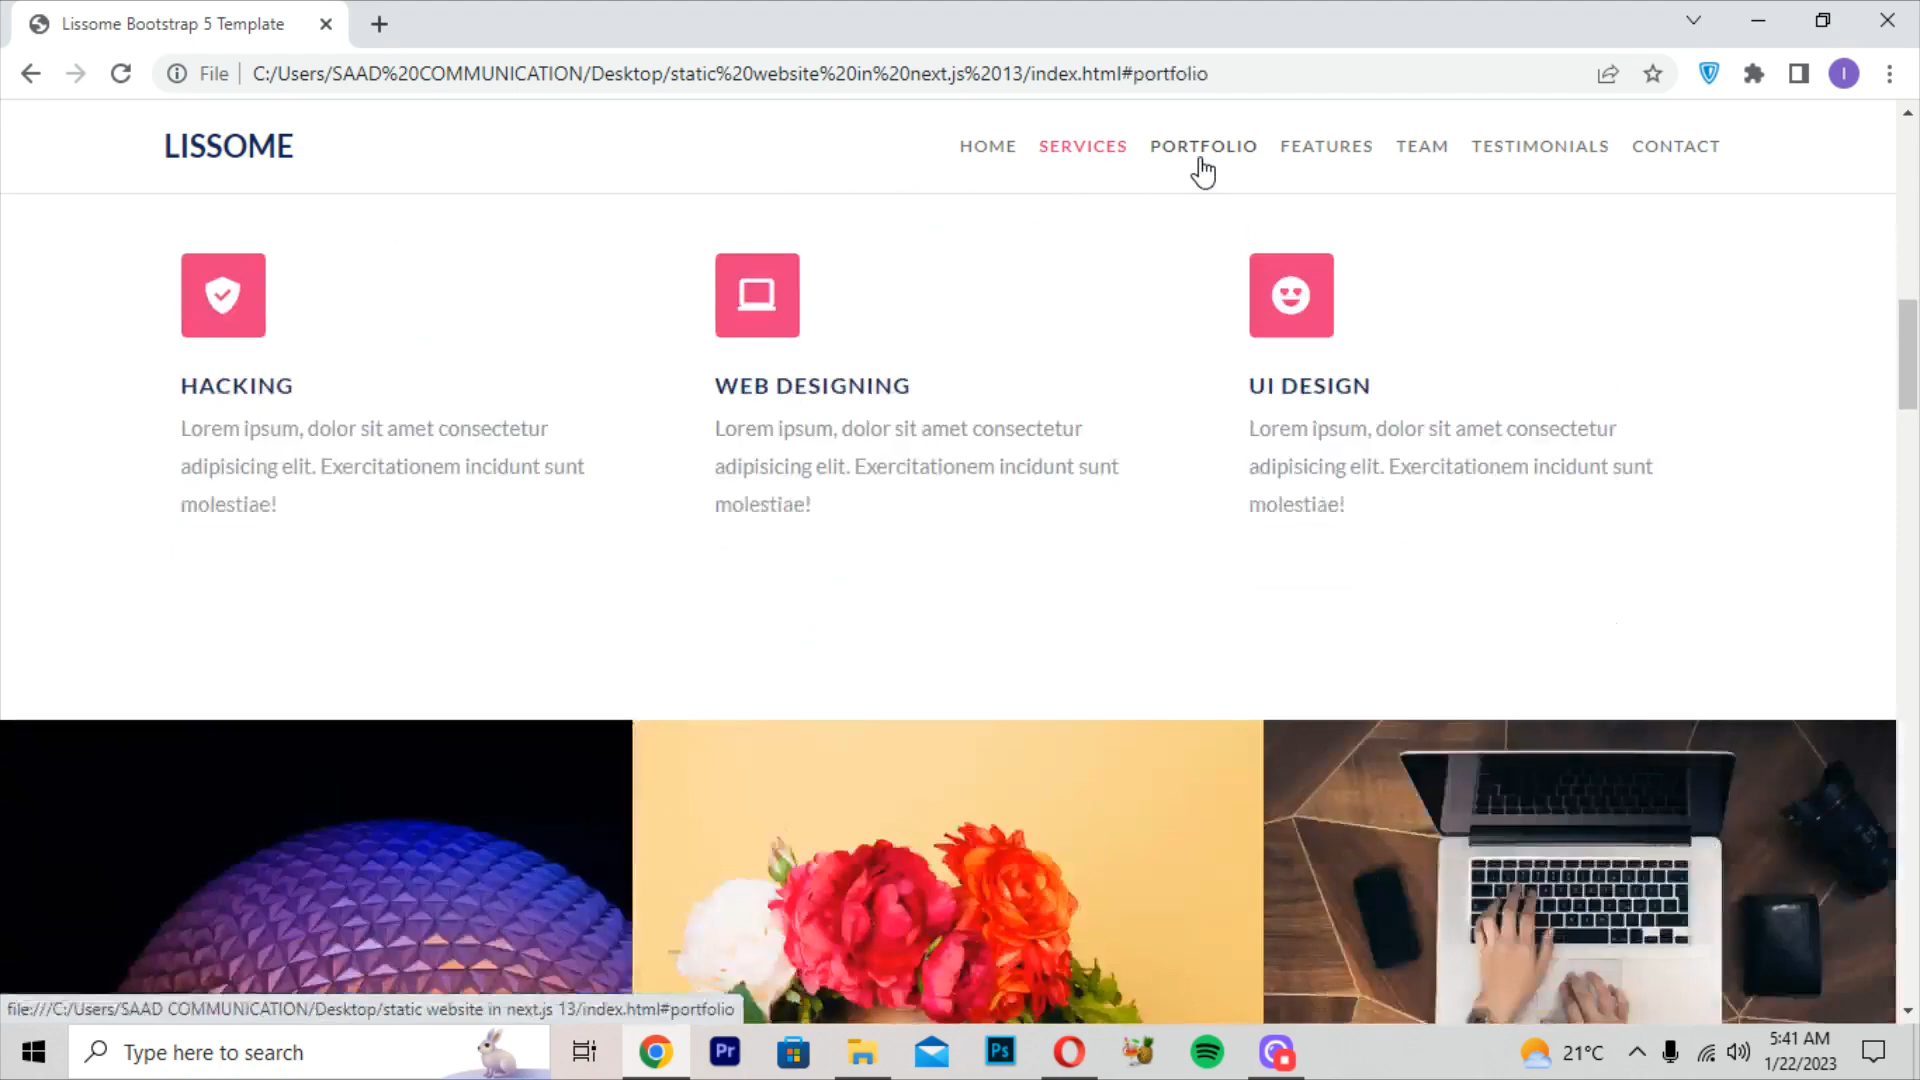 Lissome Bootstrap 5 Template
File
C:/Users/SAAD%20COMMUNICATION/Desktop/static%20website%20in%20next.js%2013/index.html#portfolio
I
LISSOME
HOME SERVICES PORTFOLIO FEATURES TEAM TESTIMONIALS CONTACT
HACKING
Lorem ipsum, dolor sit amet consectetur
adipisicing elit. Exercitationem incidunt sunt
molestiae!
WEB DESIGNING
Lorem ipsum, dolor sit amet consectetur
adipisicing elit. Exercitationem incidunt sunt
molestiae!
UI DESIGN
Lorem ipsum, dolor sit amet consectetur
adipisicing elit. Exercitationem incidunt sunt
molestiae!
file:///C:/Users/SAAD COMMUNICATION/Desktop/static website in next.js 13/index.html#portfolio
Type here to search
Pr
Ps
21°C
5:41 AM
1/22/2023